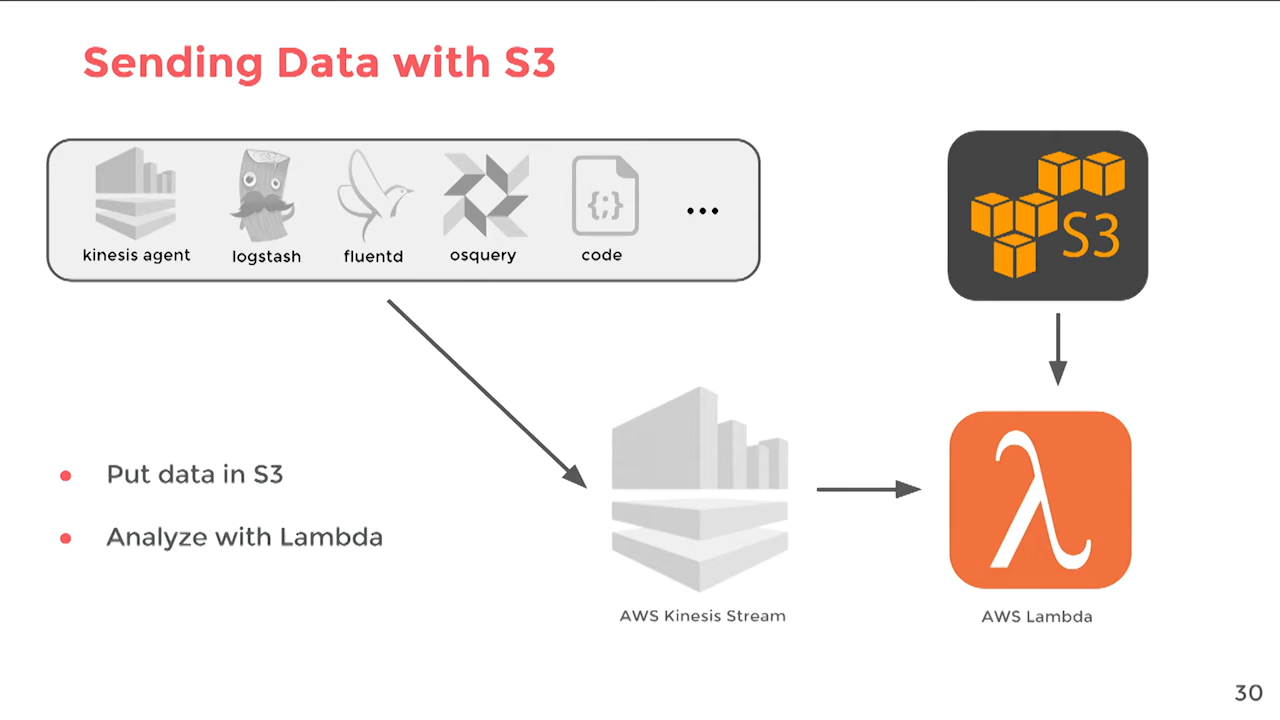 Sending Data with S3
kinesis agent
logstash
fluentd
osquery
{;}
code
...
S3
Put data in S3
Analyze with Lambda
λ
AWS Kinesis Stream
AWS Lambda
30